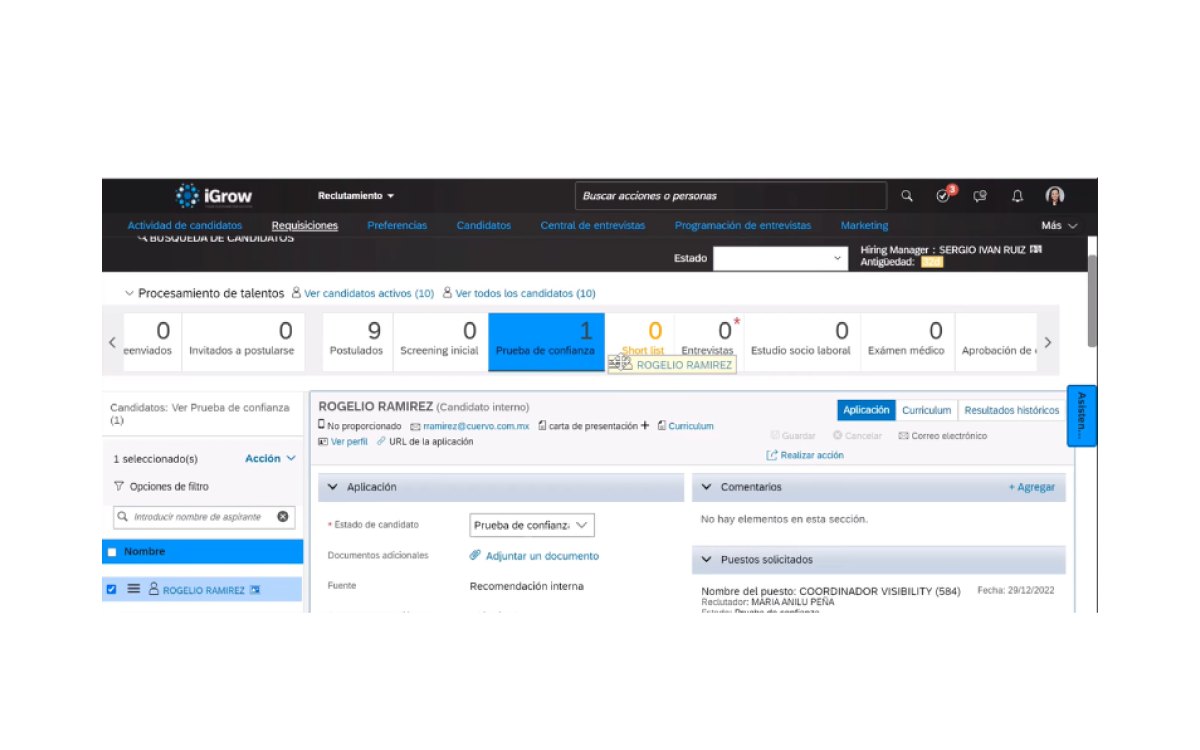 iGrow
Reclutamiento
Buscar acciones o personas
3
Actividad de candidatos
Requisiciones
Preferencias
Candidatos
Central de entrevistas
Programación de entrevistas
Marketing
Más
BÚSQUEDA DE CANDIDATOS
Estado
Hiring Manager : SERGIO IVAN RUIZ
Antigüedad:
Procesamiento de talentos
Ver candidatos activos (10)
Ver todos los candidatos (10)
0
eenviados
0
Invitados a postularse
9
Postulados
0
Screening inicial
1
Prueba de confianza
0
Short list
0*
Entrevistas
0
Estudio socio laboral
0
Exámen médico
Aprobación de
ROGELIO RAMIREZ
Candidatos: Ver Prueba de confianza
(1)
1 seleccionado(s)
Acción
Opciones de filtro
Introducir nombre de aspirante
Nombre
ROGELIO RAMIREZ
ROGELIO RAMIREZ (Candidato interno)
No proporcionado
carta de presentación
Curriculum
Ver perfil
URL de la aplicación
Aplicación
Curriculum
Resultados históricos
Guardar
Cancelar
Correo electrónico
Realizar acción
Asisten...
Aplicación
* Estado de candidato
Prueba de confianz
Documentos adicionales
Adjuntar un documento
Fuente
Recomendación interna
Comentarios
+ Agregar
No hay elementos en esta sección.
Puestos solicitados
Nombre del puesto: COORDINADOR VISIBILITY (584)
Fecha: 29/12/2022
Reclutador: MARIA ANILU PEÑA
Estado: Prueba de confianza